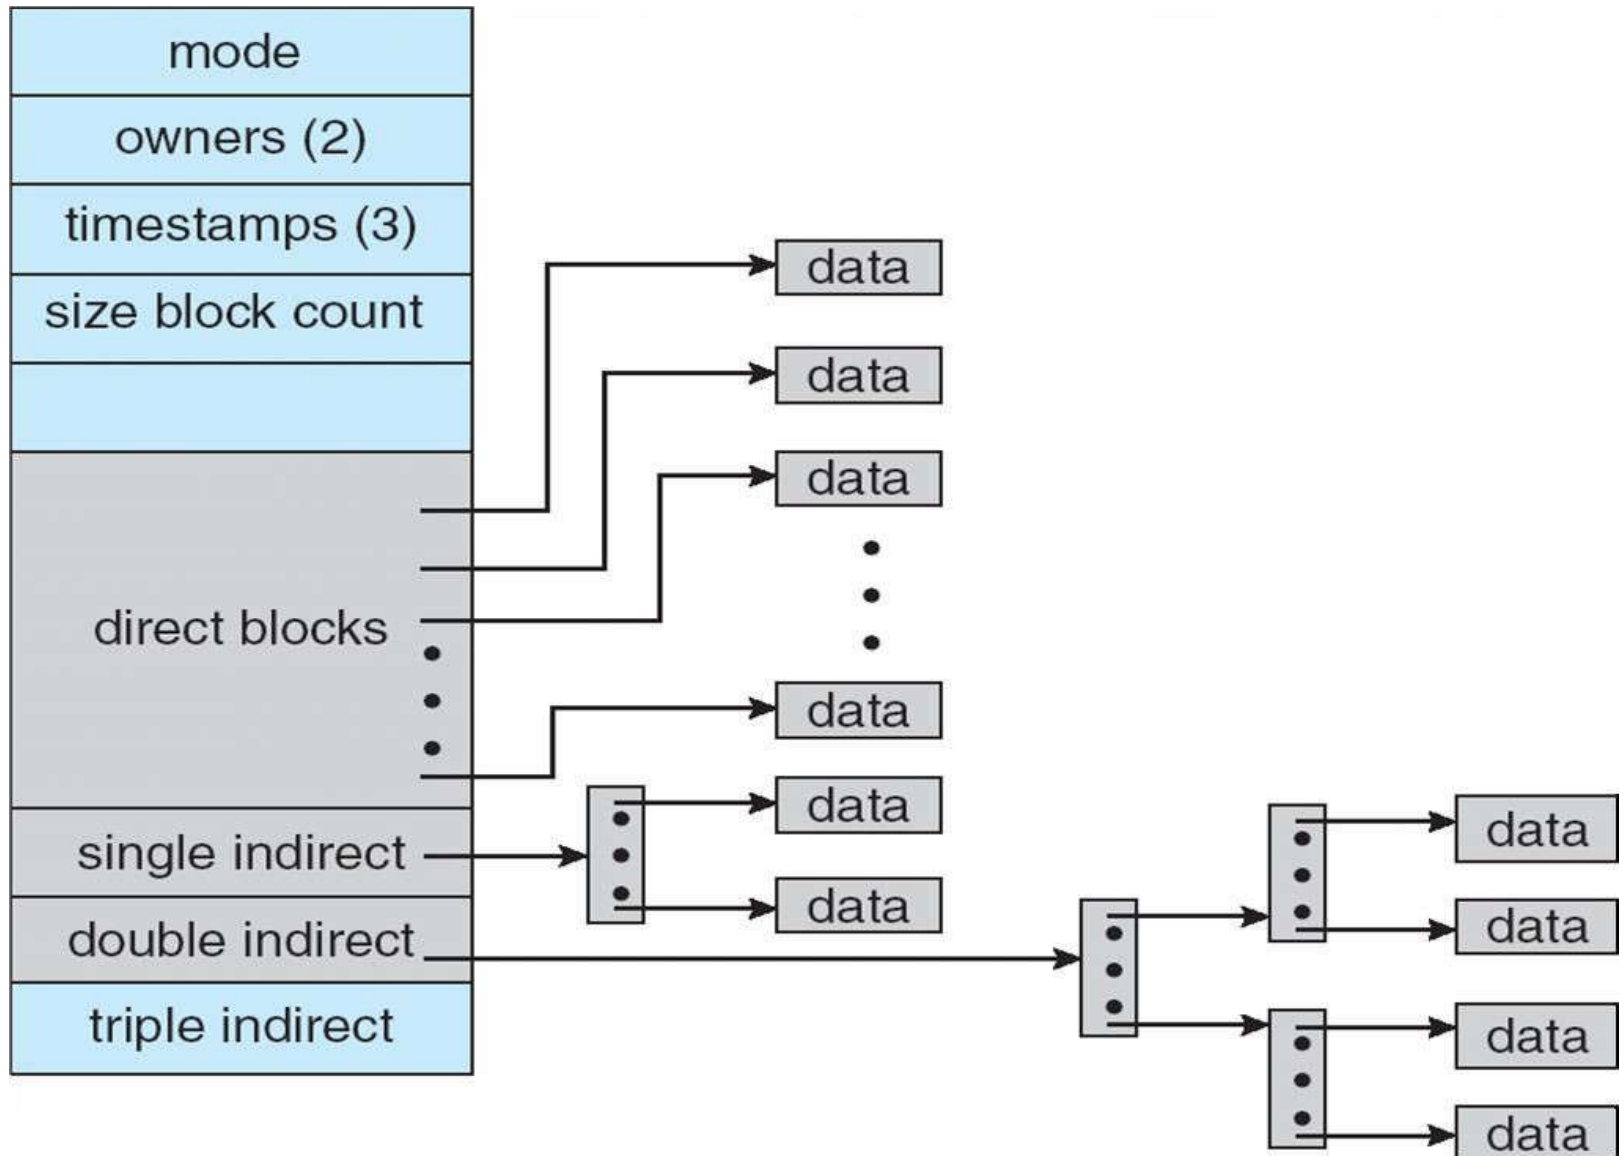 mode
owners (2)
timestamps (3)
size block count
direct blocks
single indirect
double indirect
triple indirect
data
data
data
data
data
data
data
data
data
data